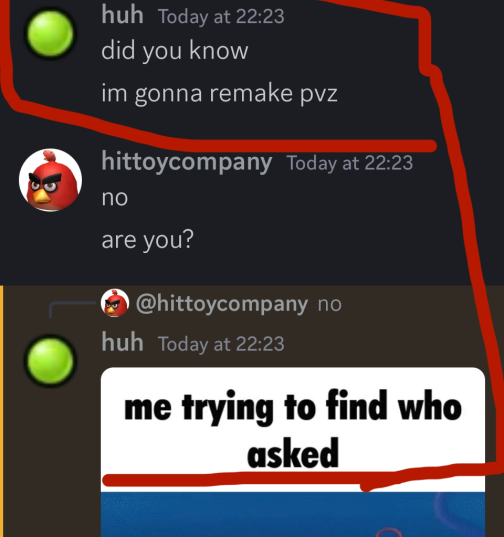 huh Today at 22:23
did you know
im gonna remake pvz
hittoycompany Today at 22:23
no
are you?
@hittoycompany no
huh Today at 22:23
me trying to find who
asked